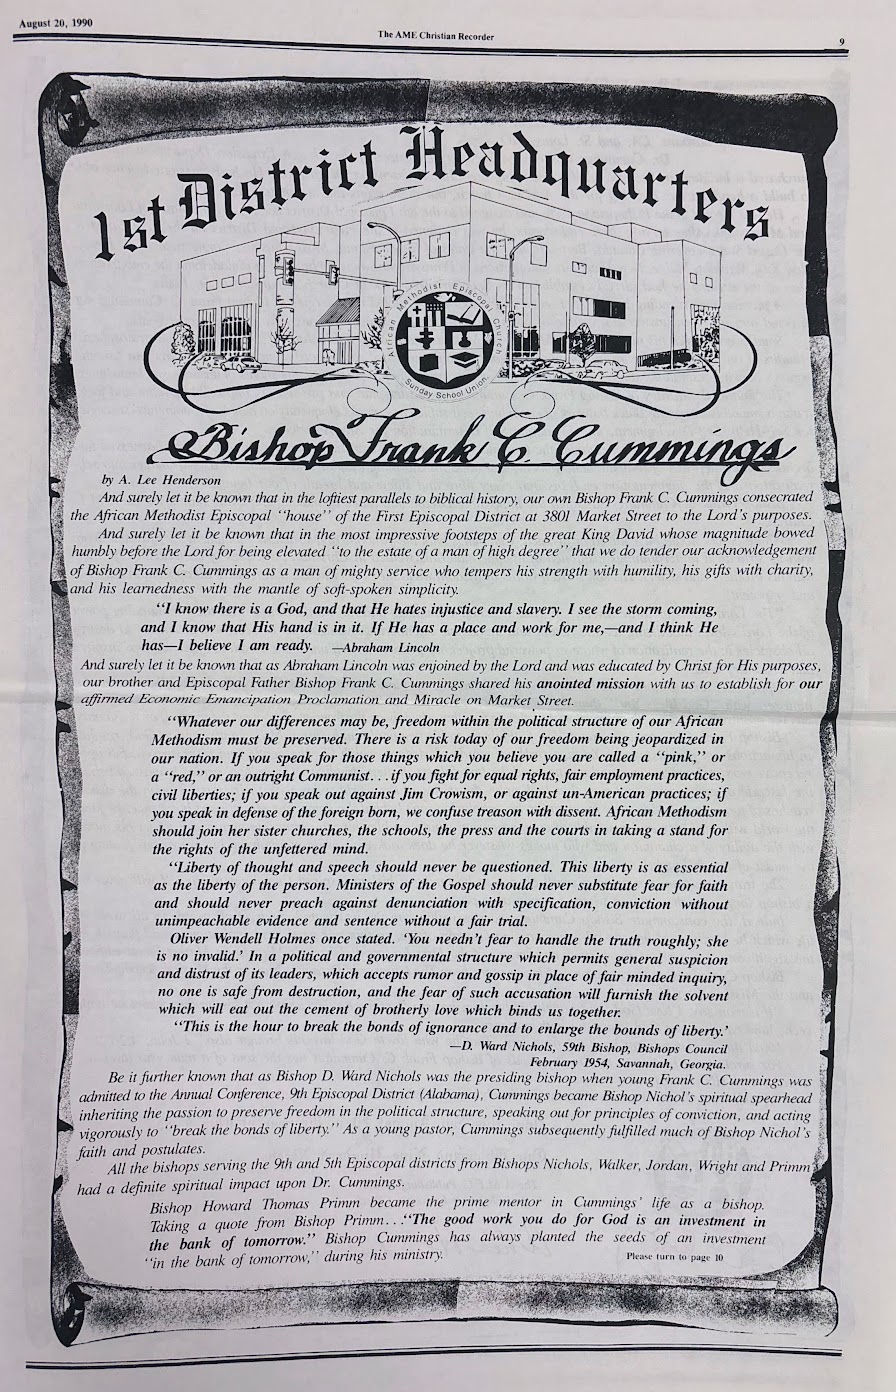 August 20, 1990
The AME Christian Recorder
9
1st District Headquarters
African Methodist Episcopal Church
Sunday School Union
Bishop Frank C. Cummings
by A. Lee Henderson
And surely let it be known that in the loftiest parallels to biblical history, our own Bishop Frank C. Cummings consecrated
the African Methodist Episcopal “house” of the First Episcopal District at 3801 Market Street to the Lord's purposes.
And surely let it be known that in the most impressive footsteps of the great King David whose magnitude bowed
humbly before the Lord for being elevated “to the estate of a man of high degree” that we do tender our acknowledgement
of Bishop Frank C. Cummings as a man of mighty service who tempers his strength with humility, his gifts with charity,
and his learnedness with the mantle of soft-spoken simplicity.
“I know there is a God, and that He hates injustice and slavery. I see the storm coming,
and I know that His hand is in it. If He has a place and work for me,—and I think He
has—I believe I am ready. —Abraham Lincoln
And surely let it be known that as Abraham Lincoln was enjoined by the Lord and was educated by Christ for His purposes,
our brother and Episcopal Father Bishop Frank C. Cummings shared his anointed mission with us to establish for our
affirmed Economic Emancipation Proclamation and Miracle on Market Street.
“Whatever our differences may be, freedom within the political structure of our African
Methodism must be preserved. There is a risk today of our freedom being jeopardized in
our nation. If you speak for those things which you believe you are called a “pink,” or
a “red,” or an outright Communist. . . if you fight for equal rights, fair employment practices,
civil liberties; if you speak out against Jim Crowism, or against un-American practices; if
you speak in defense of the foreign born, we confuse treason with dissent. African Methodism
should join her sister churches, the schools, the press and the courts in taking a stand for
the rights of the unfettered mind.
“Liberty of thought and speech should never be questioned. This liberty is as essential
as the liberty of the person. Ministers of the Gospel should never substitute fear for faith
and should never preach against denunciation with specification, conviction without
unimpeachable evidence and sentence without a fair trial.
Oliver Wendell Holmes once stated. ‘You needn't fear to handle the truth roughly; she
is no invalid.’ In a political and governmental structure which permits general suspicion
and distrust of its leaders, which accepts rumor and gossip in place of fair minded inquiry,
no one is safe from destruction, and the fear of such accusation will furnish the solvent
which will eat out the cement of brotherly love which binds us together.
“This is the hour to break the bonds of ignorance and to enlarge the bounds of liberty.’
—D. Ward Nichols, 59th Bishop, Bishops Council
February 1954, Savannah, Georgia.
Be it further known that as Bishop D. Ward Nichols was the presiding bishop when young Frank C. Cummings was
admitted to the Annual Conference, 9th Episcopal District (Alabama), Cummings became Bishop Nichol's spiritual spearhead
inheriting the passion to preserve freedom in the political structure, speaking out for principles of conviction, and acting
vigorously to “break the bonds of liberty.” As a young pastor, Cummings subsequently fulfilled much of Bishop Nichol's
faith and postulates.
All the bishops serving the 9th and 5th Episcopal districts from Bishops Nichols, Walker, Jordan, Wright and Primm
had a definite spiritual impact upon Dr. Cummings.
Bishop Howard Thomas Primm became the prime mentor in Cummings’ life as a bishop.
Taking a quote from Bishop Primm. . .“The good work you do for God is an investment in
the bank of tomorrow.” Bishop Cummings has always planted the seeds of an investment
“in the bank of tomorrow,” during his ministry.
Please turn to page 10